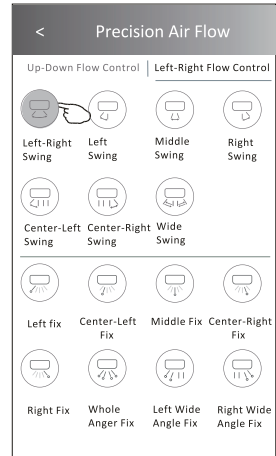 < Precision Air Flow
Up-Down Flow Control Left-Right Flow Control
Left-Right Left Middle Right
Swing Swing Swing Swing
Center-Left Center-Right Wide
Swing Swing Swing
Left fix Center-Left Middle Fix Center-Right
Fix Fix
Right Fix Whole Left Wide Right Wide
Anger Fix Angle Fix Angle Fix